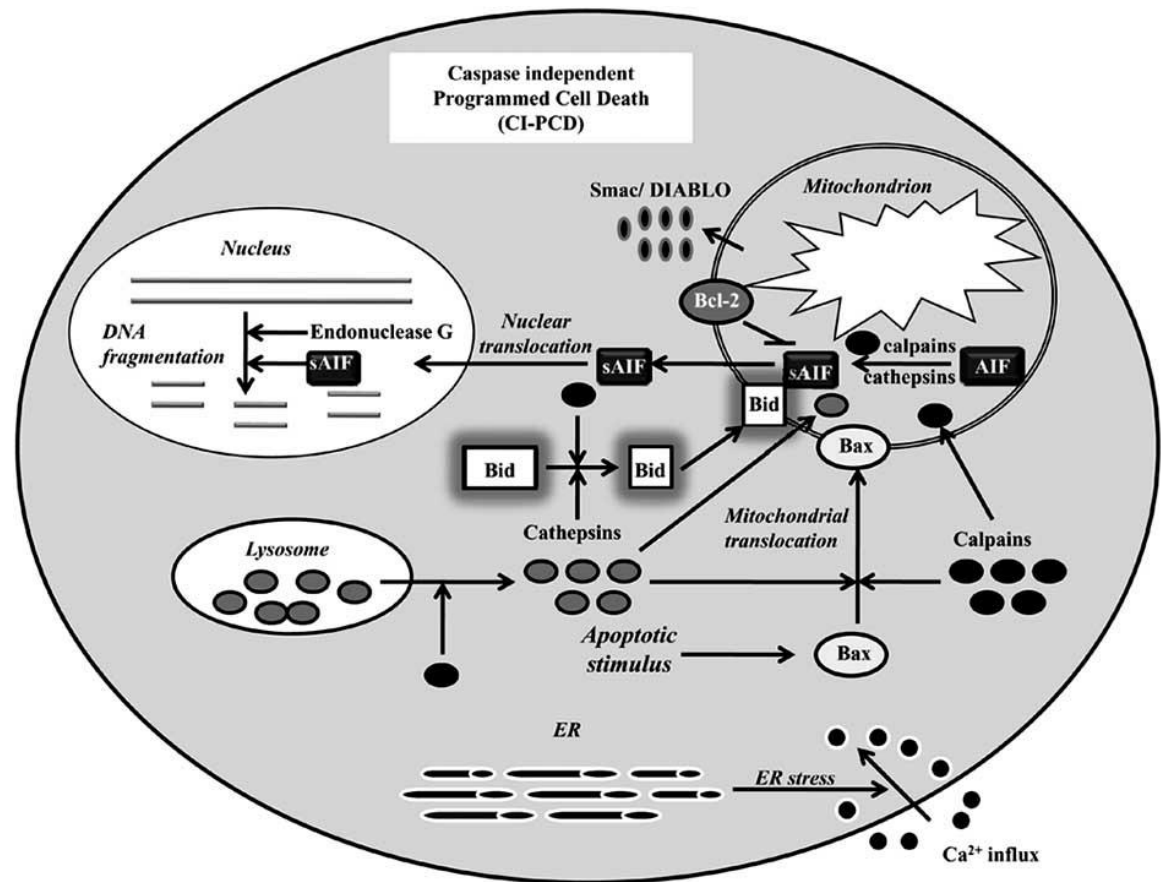 Caspase independent
Programmed Cell Death
(CI-PCD)
Mitochondrion
Smac/ DIABLO
Nucleus
Bcl-2
DNA
fragmentation
Endonuclease G
sAIF
Nuclear
translocation
sAIF
sAIF
calpains
cathepsins
AIF
Bid
Bax
Bid
Bid
Cathepsins
Mitochondrial
translocation
Calpains
Lysosome
Apoptotic
stimulus
Bax
ER
ER stress
Ca²⁺ influx